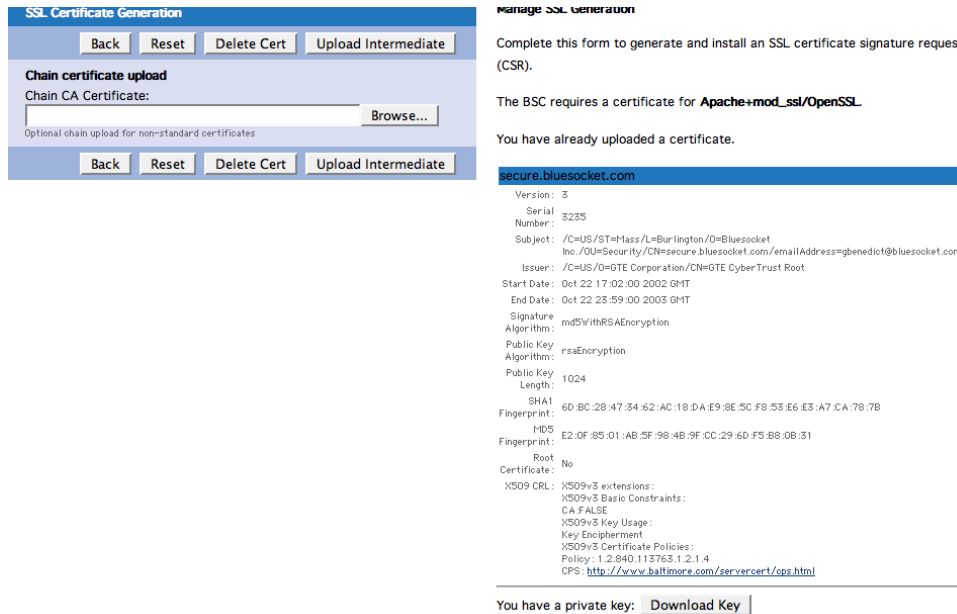 SSL Certificate Generation
Back Reset Delete Cert Upload Intermediate
Chain certificate upload
Chain CA Certificate:
Browse...
Optional chain upload for non-standard certificates
Back Reset Delete Cert Upload Intermediate
Manage SSL Generation
Complete this form to generate and install an SSL certificate signature reques
(CSR).
The BSC requires a certificate for Apache+mod_ssl/OpenSSL.
You have already uploaded a certificate.
secure.bluesocket.com
Version: 3
Serial Number: 3235
Subject: /C=US/ST=Mass/L=Burlington/O=Bluesocket
Inc./OU=Security/CN=secure.bluesocket.com/emailAddress=gbenedict@bluesocket.com
Issuer: /C=US/O=GTE Corporation/CN=GTE CyberTrust Root
Start Date: Oct 22 17:02:00 2002 GMT
End Date: Oct 22 23:59:00 2003 GMT
Signature Algorithm: md5WithRSAEncryption
Public Key Algorithm: rsaEncryption
Public Key Length: 1024
SHA1 Fingerprint: 6D:BC:28:47:34:62:AC:18:DA:E9:8E:5C:F8:53:E6:E3:A7:CA:78:7B
MD5 Fingerprint: E2:0F:85:01:AB:5F:98:4B:9F:CC:29:6D:F5:B8:0B:31
Root Certificate: No
X509 CRL: X509v3 extensions:
X509v3 Basic Constraints:
CA:FALSE
X509v3 Key Usage:
Key Encipherment
X509v3 Certificate Policies:
Policy: 1.2.840.113763.1.2.1.4
CPS: http://www.baltimore.com/servercert/cps.html
You have a private key: Download Key